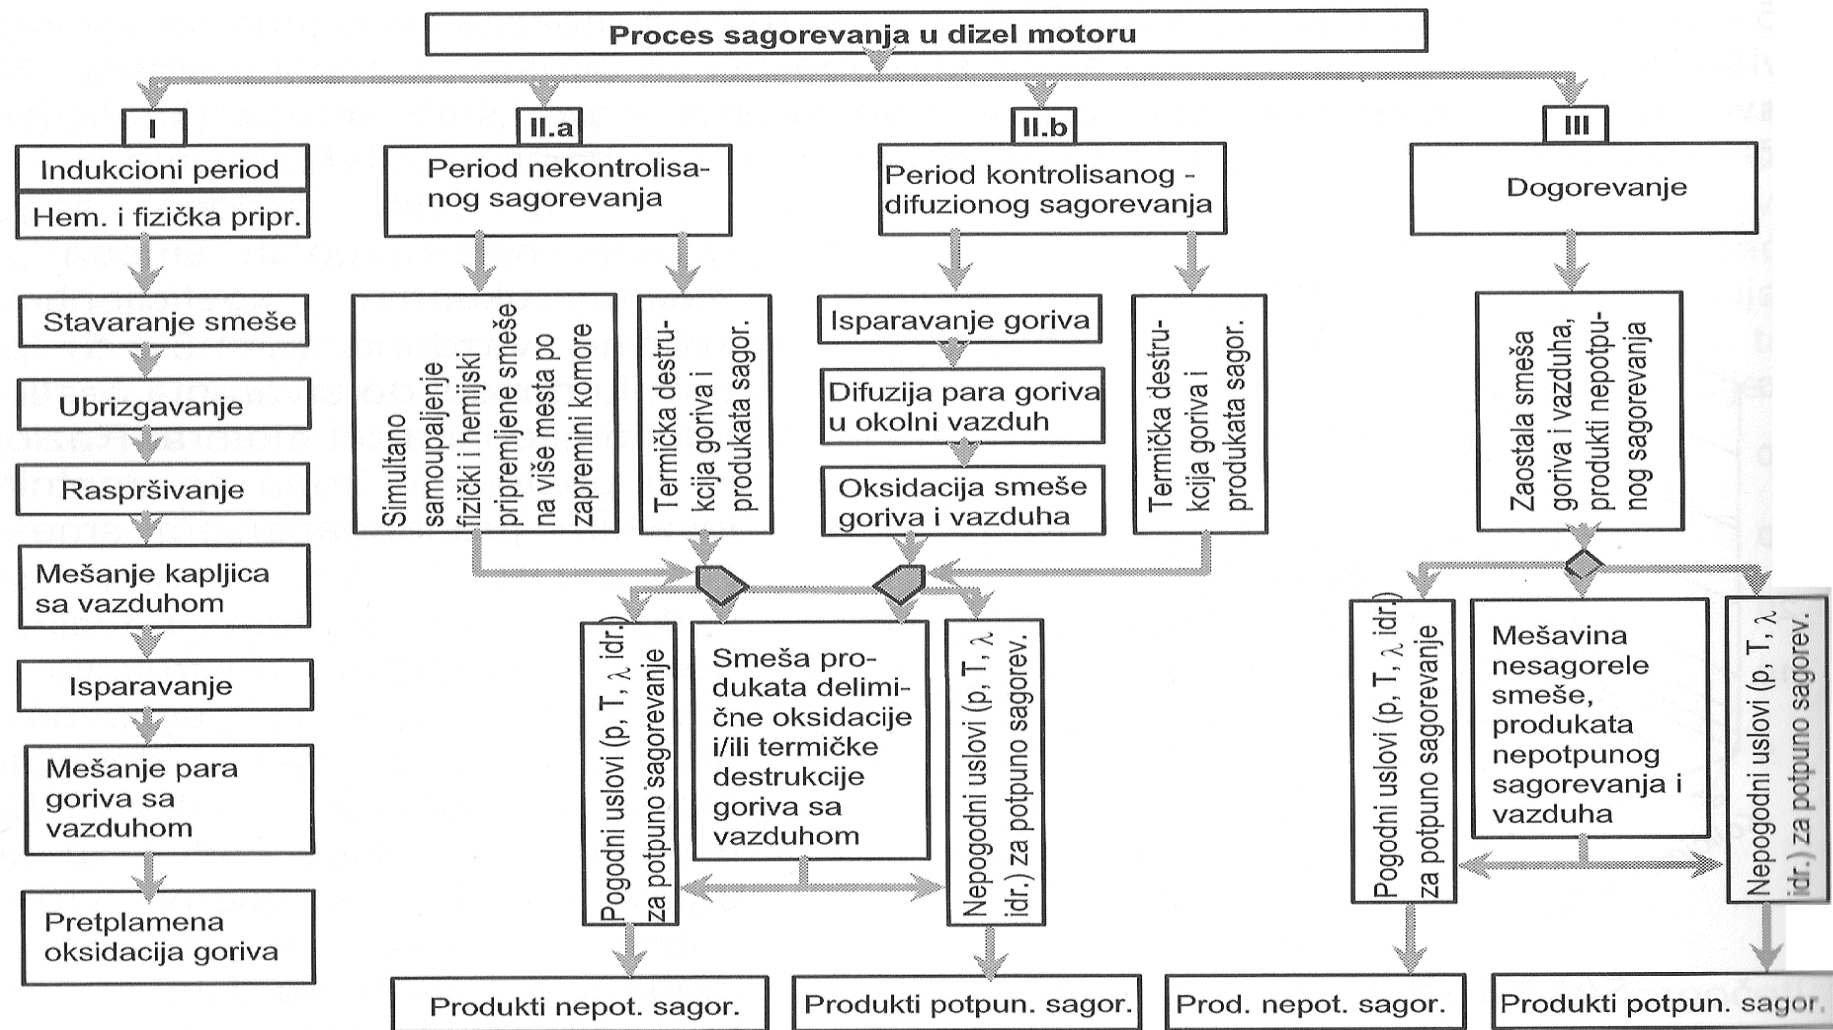 Proces sagorevanja u dizel motoru
I
Indukcioni period
Hem. i fizička pripr.
Stavaranje smeše
Ubrizgavanje
Raspršivanje
Mešanje kapljica
sa vazduhom
Isparavanje
Mešanje para
goriva sa
vazduhom
Pretplamena
oksidacija goriva
II.a
Period nekontrolisa-
nog sagorevanja
Simultano
samoupaljenje
fizički i hemijski
pripremijene smeše
na više mesta po
zapremini komore
Termička destru-
kcija goriva i
produkata sagor.
II.b
Period kontrolisanog -
difuzionog sagorevanja
Isparavanje goriva
Difuzija para goriva
u okolni vazduh
Oksidacija smeše
goriva i vazduha
Termička destru-
kcija goriva i
produkata sagor.
Pogodni uslovi (p, T, λ idr.)
za potpuno sagorevanje
Smeša pro-
dukata delimi-
čne oksidacije
i/ili termičke
destrukcije
goriva sa
vazduhom
Nepogodni uslovi (p, T, λ
idr.) za potpuno sagorev.
Produkti nepot. sagor.
Produkti potpun. sagor.
III
Dogorevanje
Zaostala smeša
goriva i vazduha,
produkti nepotpu-
nog sagorevanja
Pogodni uslovi (p, T, λ idr.)
za potpuno sagorevanje
Mešavina
nesagorele
smeše,
produkata
nepotpunog
sagorevanja i
vazduha
Nepogodni uslovi (p, T, λ
idr.) za potpuno sagorev.
Prod. nepot. sagor.
Produkti potpun. sagor.